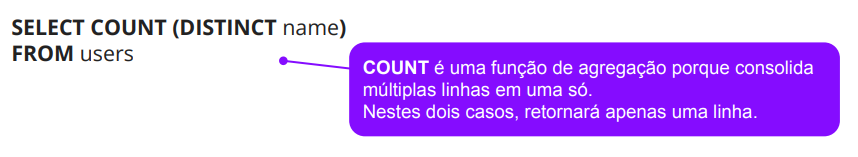 SELECT COUNT (DISTINCT name)
FROM users
COUNT é uma função de agregação porque consolida
múltiplas linhas em uma só.
Nestes dois casos, retornará apenas uma linha.